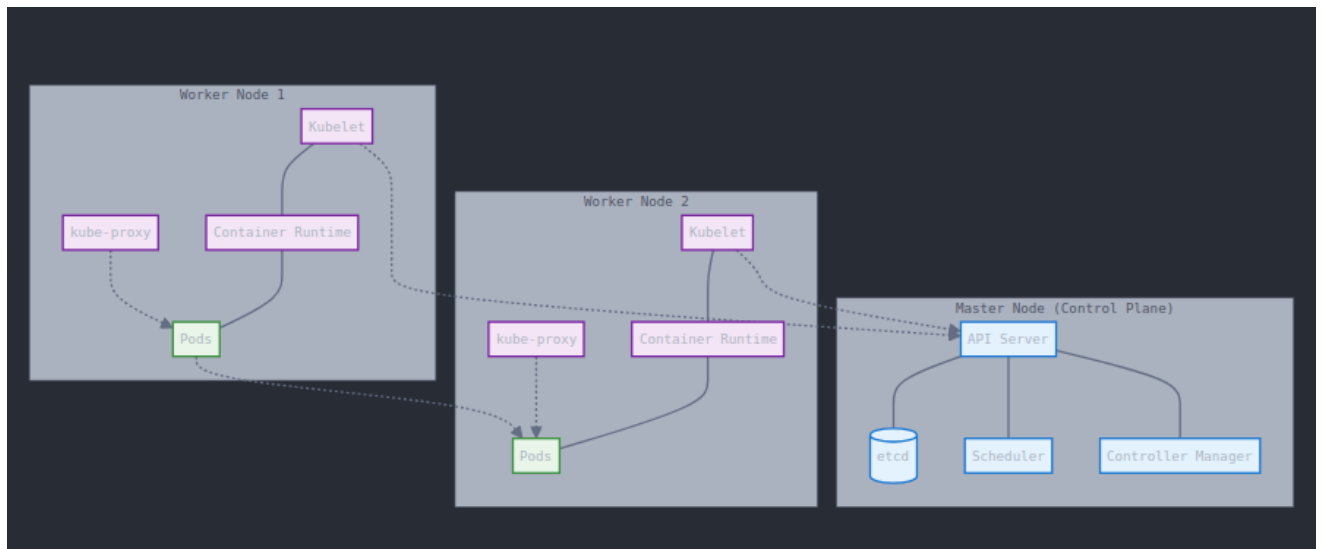 Worker Node 1
Kubelet
kube-proxy
Container Runtime
Pods
Worker Node 2
Kubelet
kube-proxy
Container Runtime
Pods
Master Node (Control Plane)
API Server
etcd
Scheduler
Controller Manager